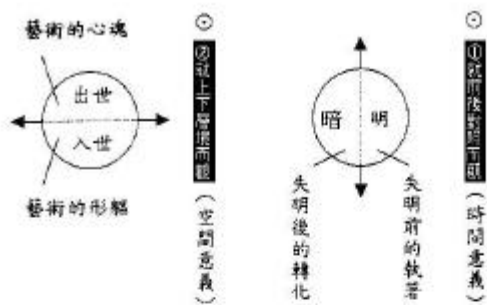 ⊙ ①就前後對照而觀(時間意義)
暗 明
失明前的執著
失明後的轉化
⊙ ②就上下層境而觀(空間意義)
藝術的心魂
出世
入世
藝術的形軀